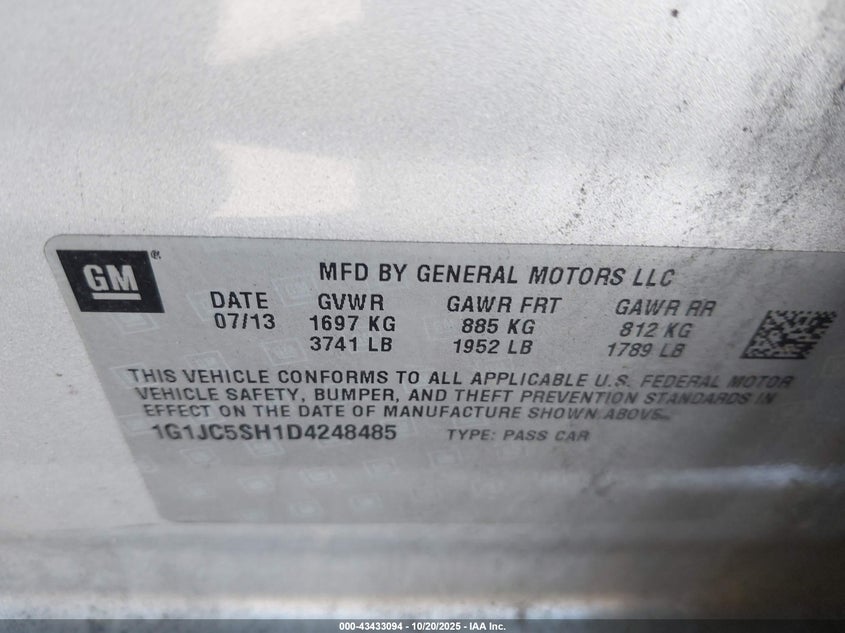 GM®
MFD BY GENERAL MOTORS LLC
DATE GVWR GAWR FRT GAWR RR
07/13 1697 KG 885 KG 812 KG
3741 LB 1952 LB 1789 LB
THIS VEHICLE CONFORMS TO ALL APPLICABLE U.S. FEDERAL MOTOR
VEHICLE SAFETY, BUMPER, AND THEFT PREVENTION STANDARDS IN
EFFECT ON THE DATE OF MANUFACTURE SHOWN ABOVE.
1G1JC5SH1D4248485 TYPE: PASS CAR
000-43433094 - 10/20/2025 - IAA Inc.